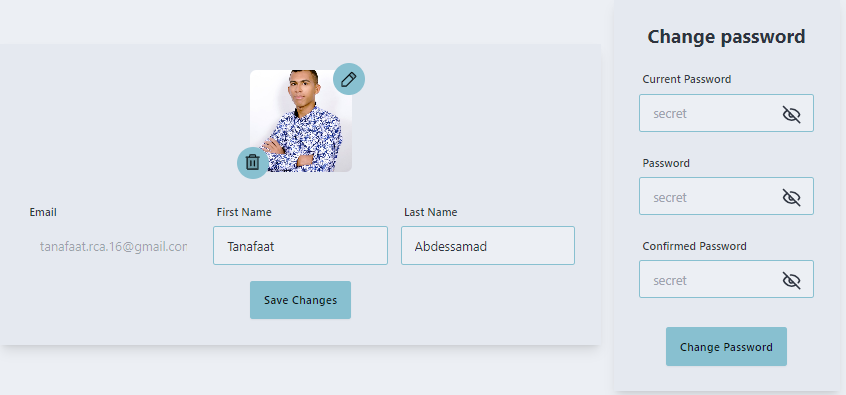 Change password
Current Password
secret
Password
secret
Confirmed Password
secret
Change Password
Email
First Name
Last Name
tanafaat.rca.16@gmail.cor
Tanafaat
Abdessamad
Save Changes